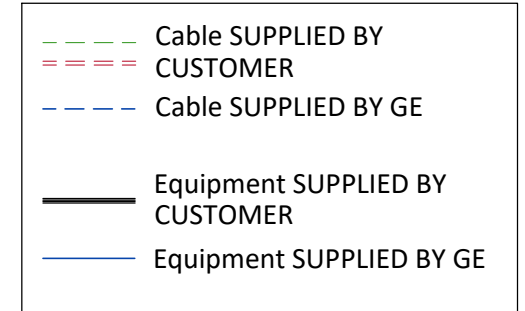 Cable SUPPLIED BY
CUSTOMER
Cable SUPPLIED BY GE
Equipment SUPPLIED BY
CUSTOMER
Equipment SUPPLIED BY GE